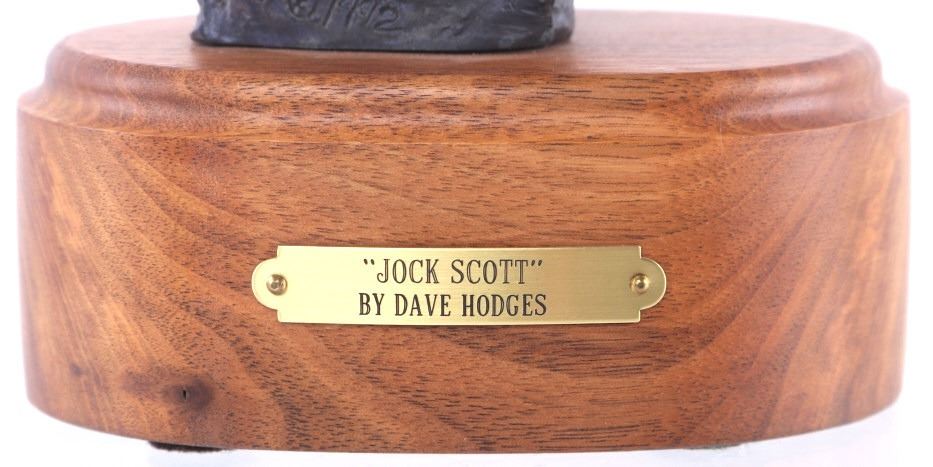 "JOCK SCOTT"
BY DAVE HODGES